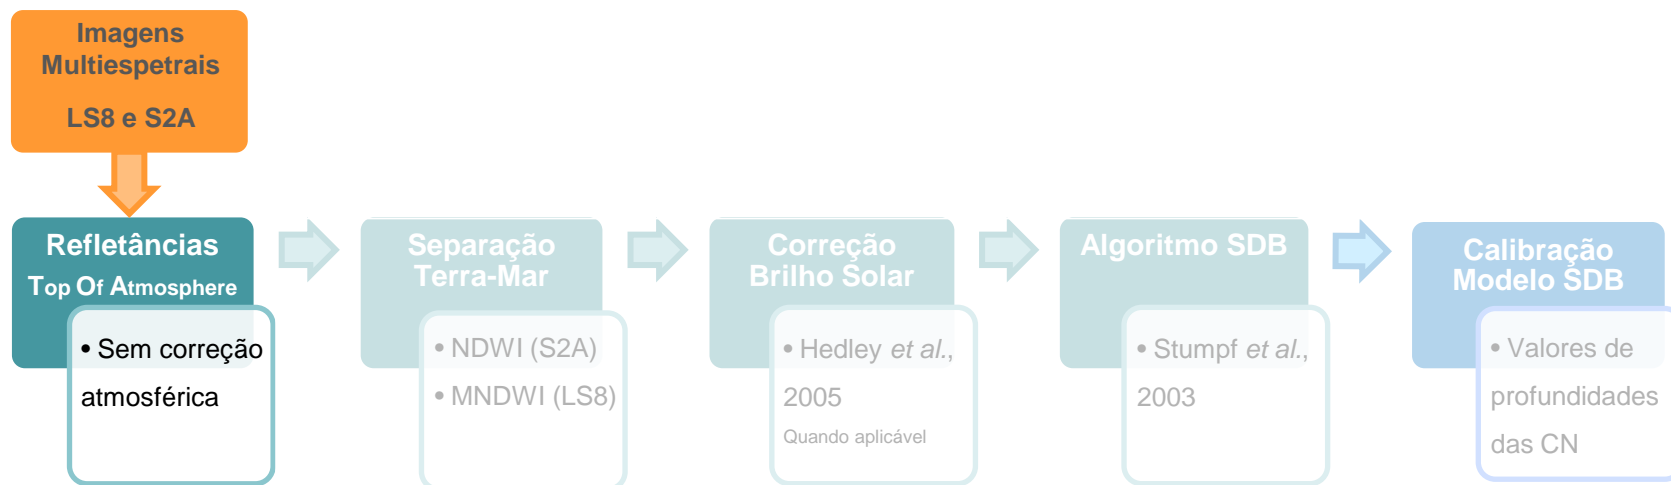 Imagens
Multiespetrais
LS8 e S2A
Refletâncias
Top Of Atmosphere
• Sem correção
atmosférica
Separação
Terra-Mar
• NDWI (S2A)
• MNDWI (LS8)
Correção
Brilho Solar
• Hedley et al.,
2005
Quando aplicável
Algoritmo SDB
• Stumpf et al.,
2003
Calibração
Modelo SDB
• Valores de
profundidades
das CN